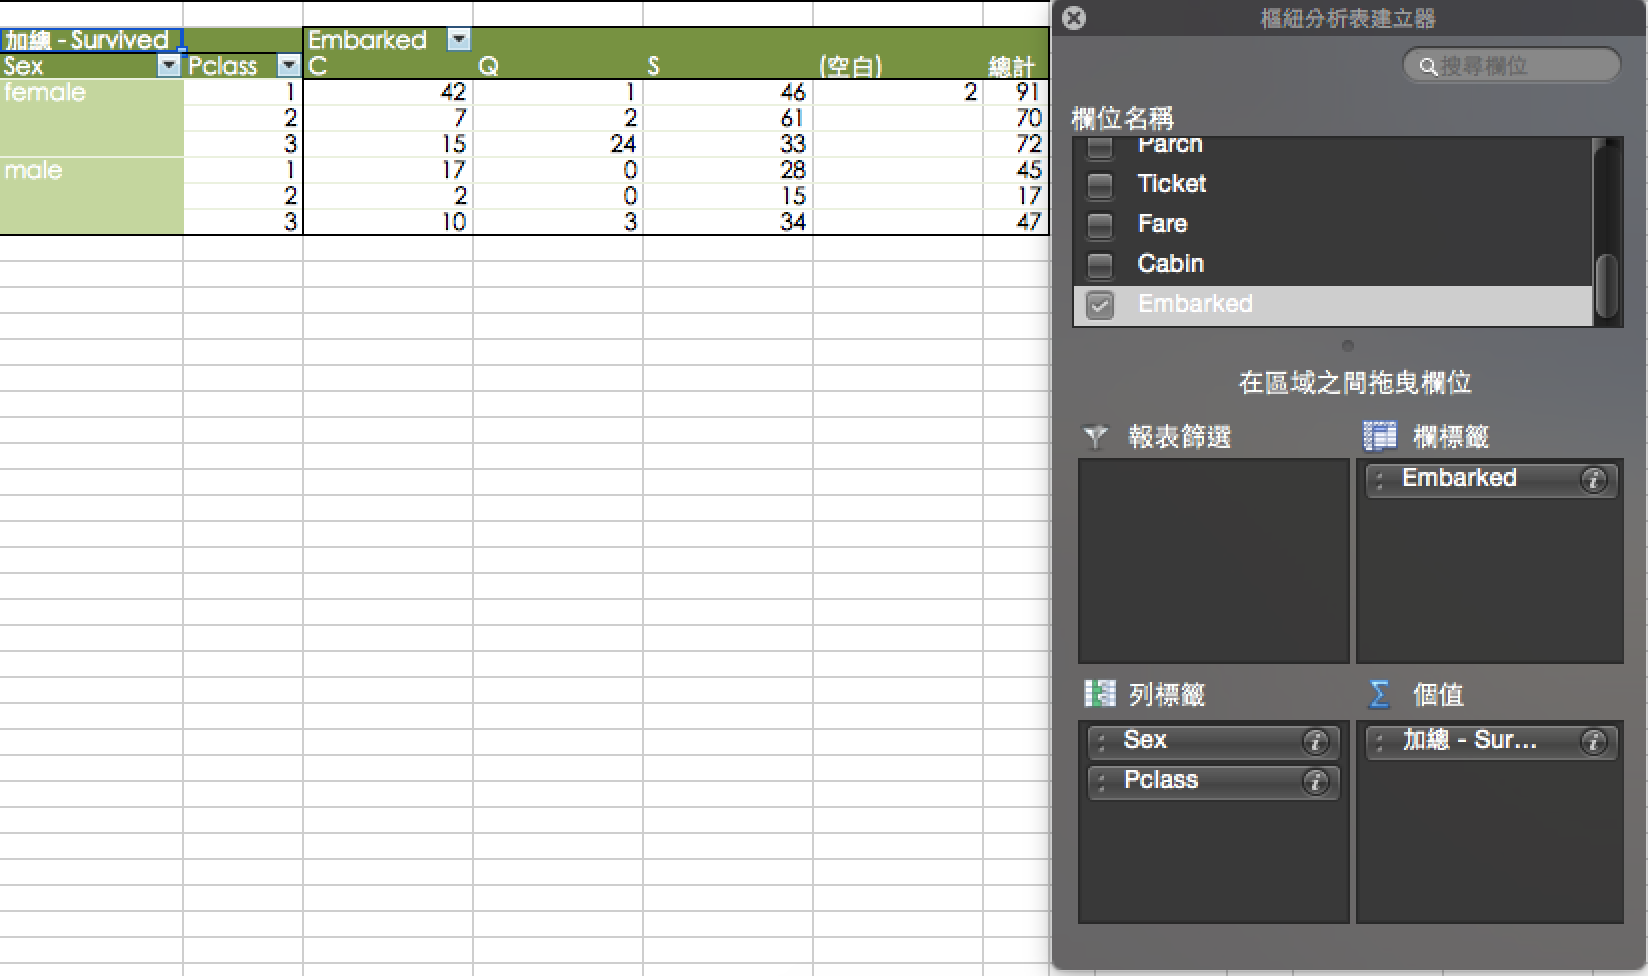 加總 - Survived Embarked
Sex Pclass C Q S (空白) 總計
female 1 42 1 46 2 91
2 7 2 61 70
3 15 24 33 72
male 1 17 0 28 45
2 2 0 15 17
3 10 3 34 47
樞紐分析表建立器
搜尋欄位
欄位名稱
Parch
Ticket
Fare
Cabin
Embarked
在區域之間拖曳欄位
報表篩選
欄標籤
Embarked
列標籤
Sex
Pclass
個值
加總 - Sur...